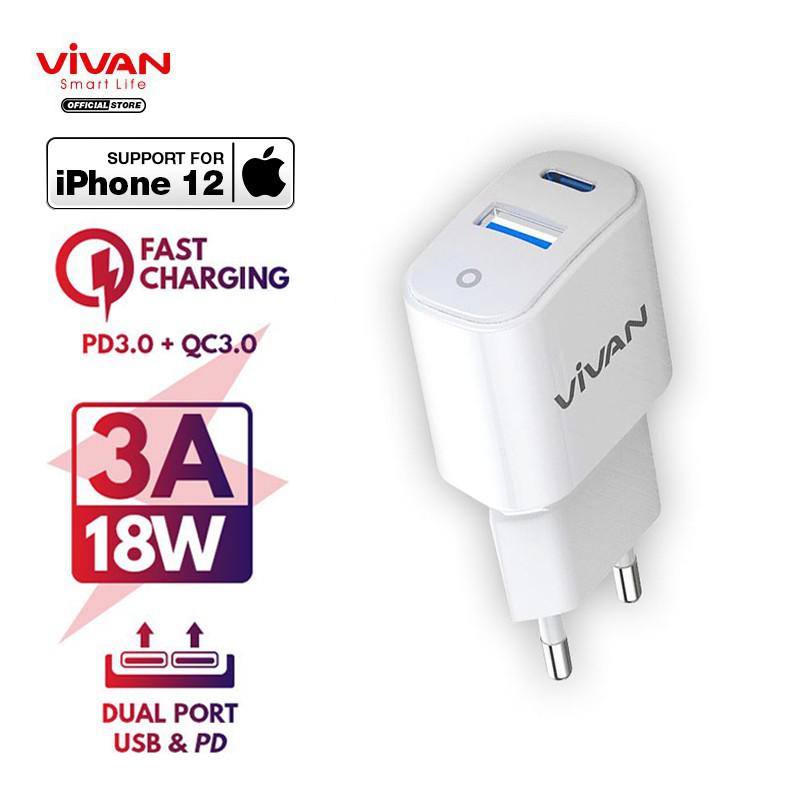 ViVAN
Smart Life
OFFICIAL STORE
SUPPORT FOR
iPhone 12
FAST
CHARGING
PD3.0 + QC3.0
3A
18W
DUAL PORT
USB & PD
ViVAN